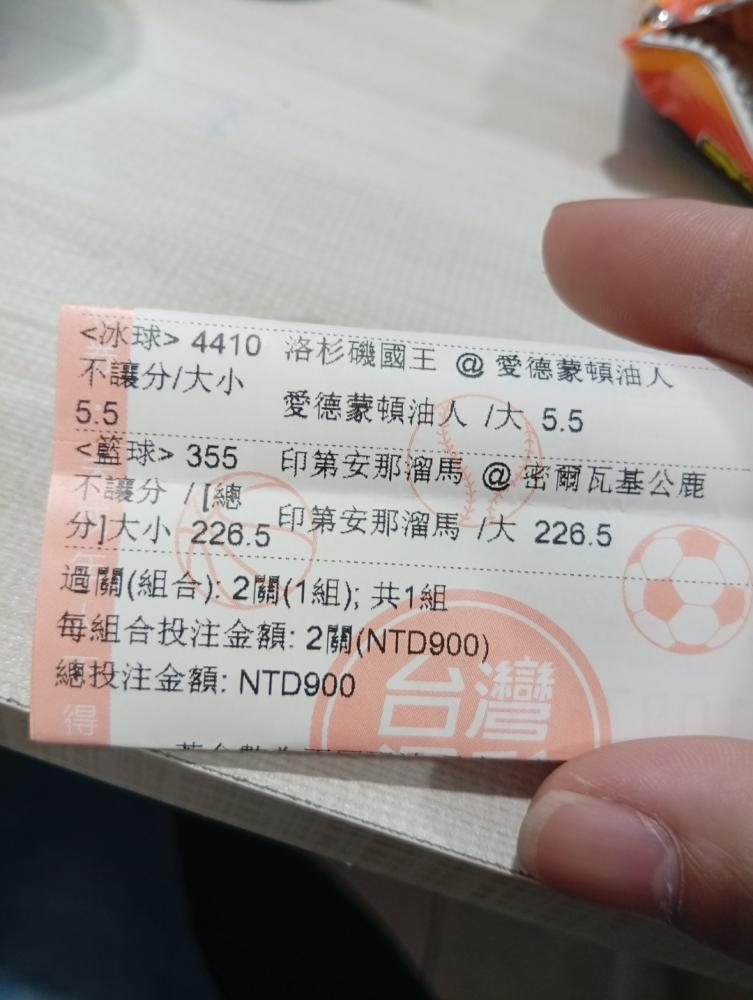 <冰球> 4410 洛杉磯國王 @ 愛德蒙頓油人
不讓分/大小
5.5 愛德蒙頓油人 /大 5.5
<籃球> 355 印第安那溜馬 @ 密爾瓦基公鹿
不讓分 / [總
分]大小 226.5 印第安那溜馬 /大 226.5
過關(組合): 2關(1組); 共1組
每組合投注金額: 2關(NTD900)
總投注金額: NTD900
台灣
得